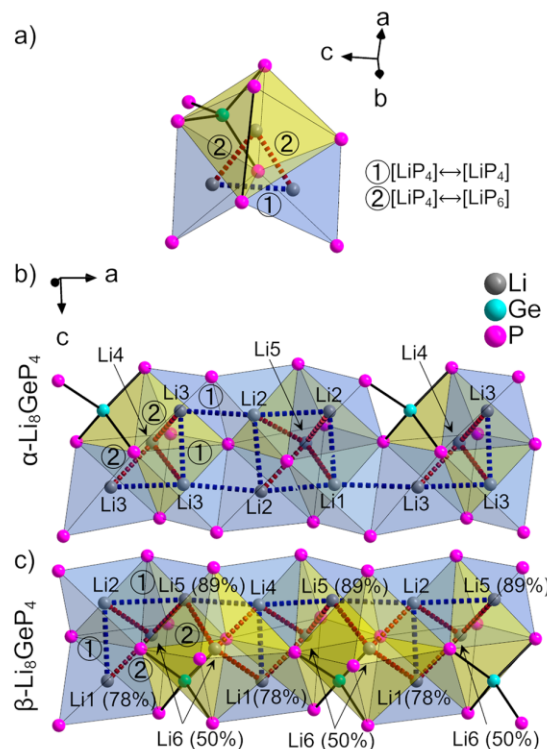 a)
a
c
b
②
②
①
①[LiP₄]↔[LiP₄]
②[LiP₄]↔[LiP₆]
b)
a
c
Li
Ge
P
α-Li₈GeP₄
Li4
Li5
Li4
Li3
①
Li2
Li2
Li3
②
①
②
Li3
Li3
Li2
Li1
Li3
Li3
c)
β-Li₈GeP₄
①
Li2
Li5 (89%)
Li4
Li5 (89%)
Li2
Li5 (89%)
①
②
②
Li1 (78%)
Li1(78%)
Li1(78%
Li6 (50%)
Li6 (50%)
Li6 (50%)